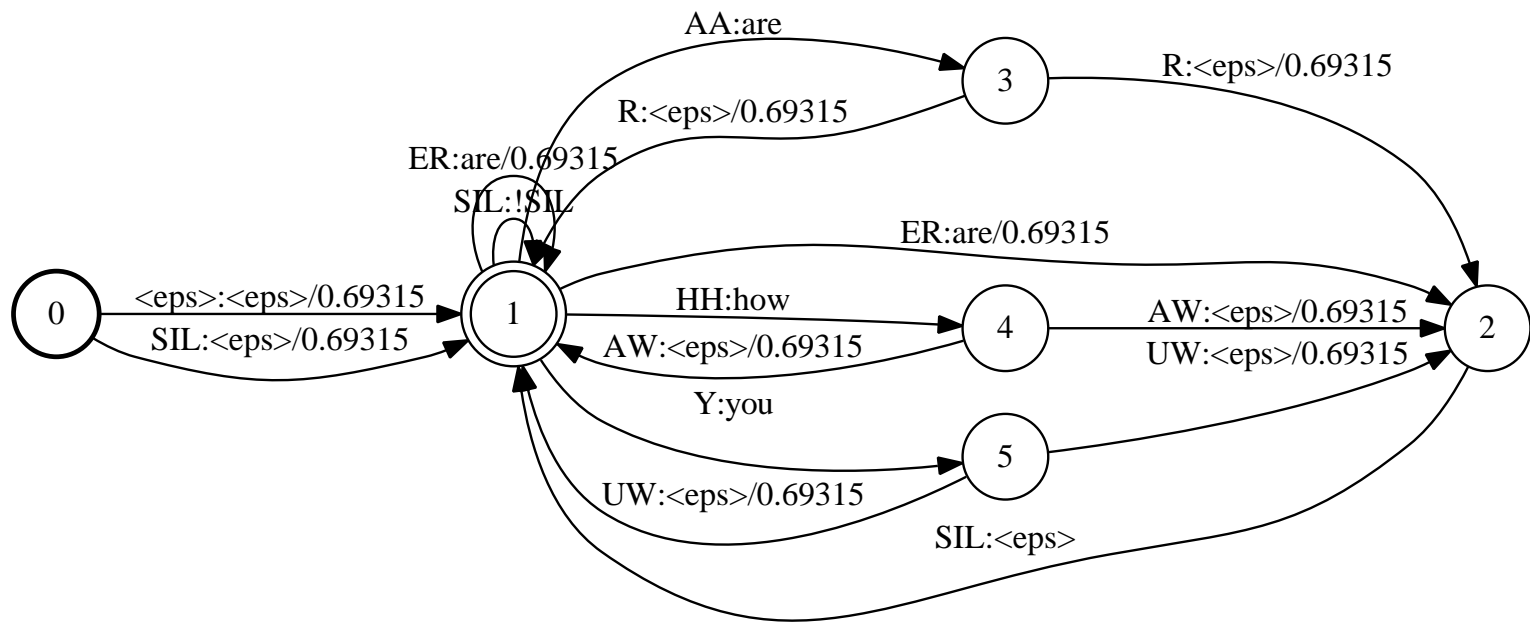 AA:are
3
R:<eps>/0.69315
R:<eps>/0.69315
ER:are/0.69315
SIL:!SIL
ER:are/0.69315
0
<eps>:<eps>/0.69315
SIL:<eps>/0.69315
1
HH:how
AW:<eps>/0.69315
4
AW:<eps>/0.69315
UW:<eps>/0.69315
2
Y:you
5
UW:<eps>/0.69315
SIL:<eps>